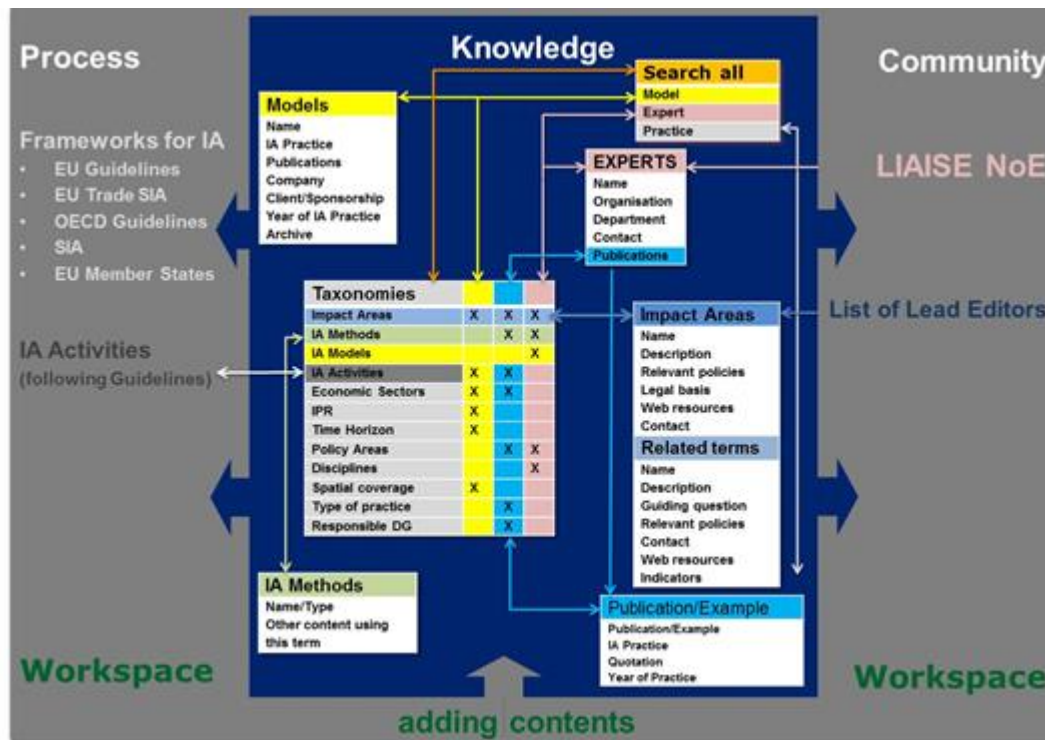 Process
Frameworks for IA
• EU Guidelines
• EU Trade SIA
• OECD Guidelines
• SIA
• EU Member States
IA Activities
(following Guidelines)
Workspace
Knowledge
Models
Name
IA Practice
Publications
Company
Client/Sponsorship
Year of IA Practice
Archive
Search all
Model
Expert
Practice
EXPERTS
Name
Organisation
Department
Contact
Publications
Taxonomies
Impact Areas X X X
IA Methods X X
IA Models X
IA Activities X X
Economic Sectors X X
IPR X
Time Horizon X
Policy Areas X X
Disciplines X
Spatial coverage X
Type of practice X
Responsible DG X
Impact Areas
Name
Description
Relevant policies
Legal basis
Web resources
Contact
Related terms
Name
Description
Guiding question
Relevant policies
Contact
Web resources
Indicators
IA Methods
Name/Type
Other content using
this term
Publication/Example
Publication/Example
IA Practice
Quotation
Year of Practice
adding contents
Community
LIAISE NoE
List of Lead Editors
Workspace